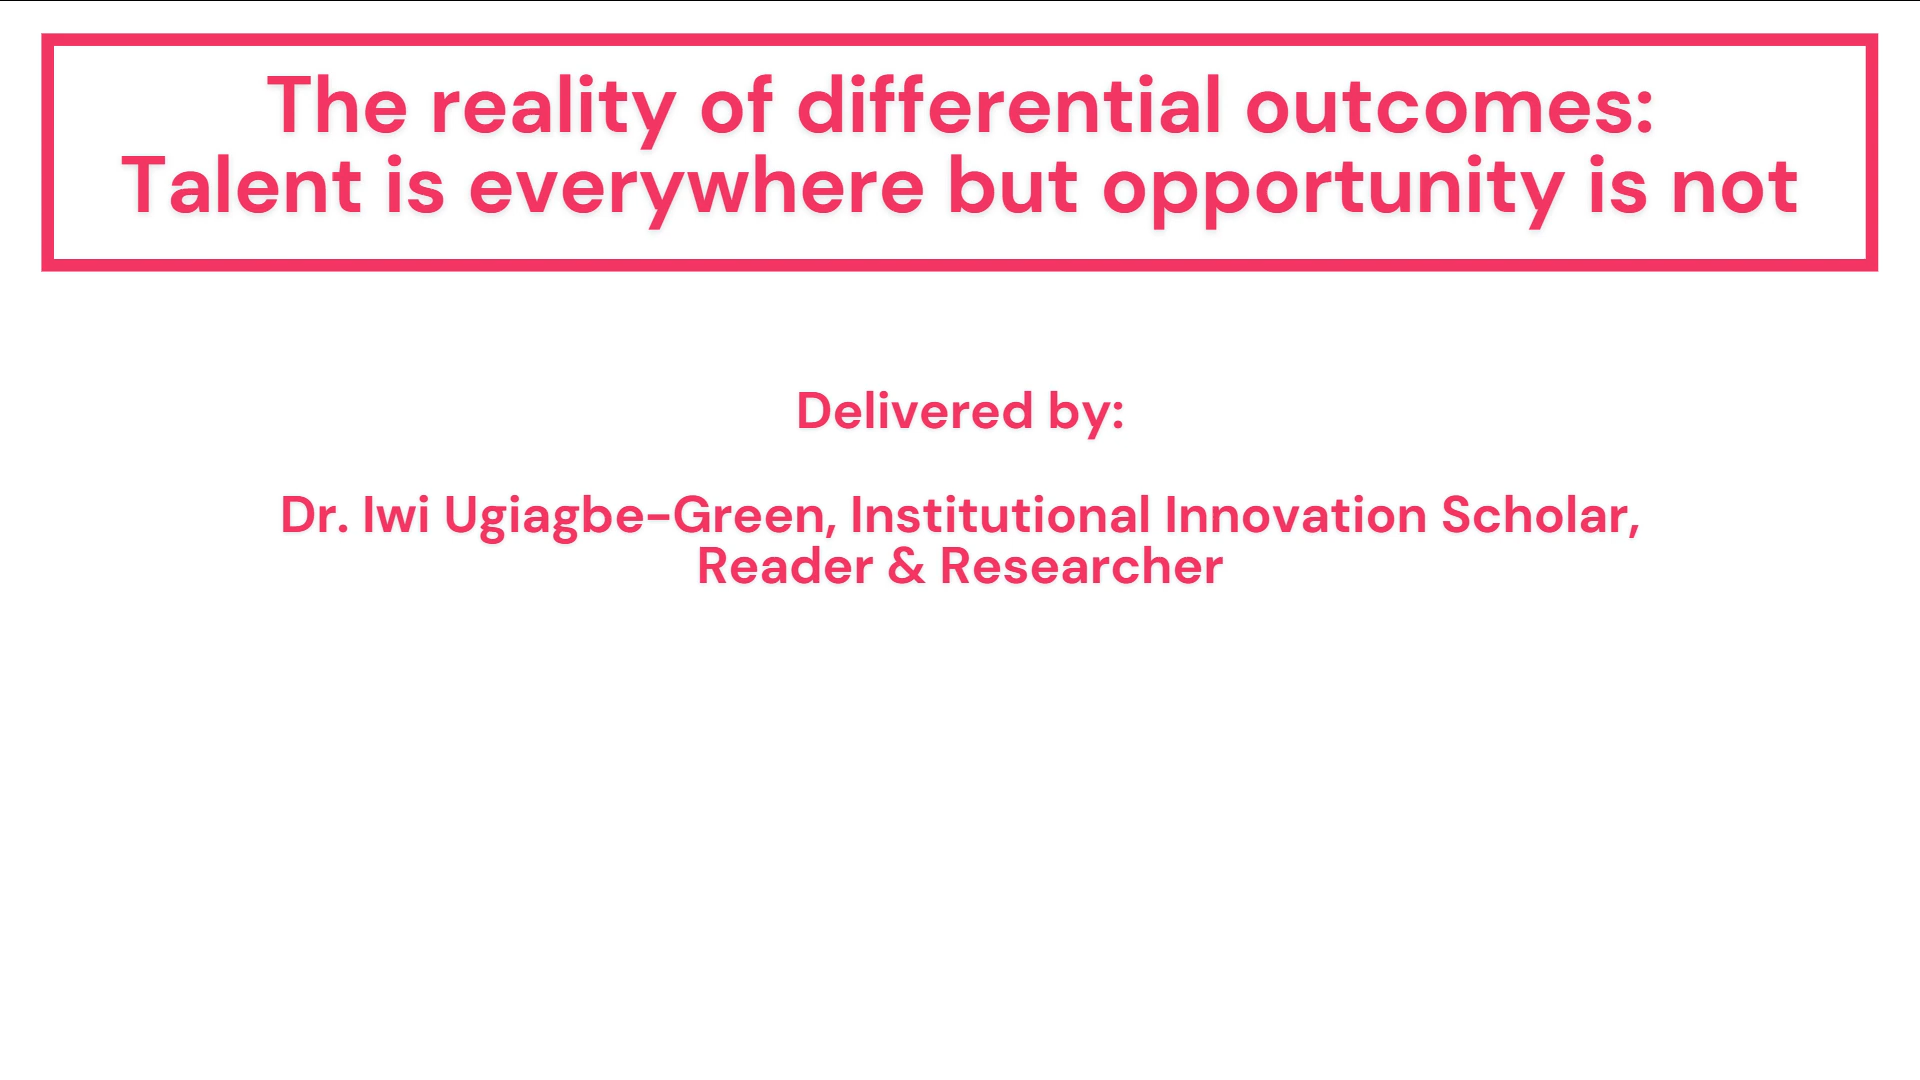 The reality of differential outcomes:
Talent is everywhere but opportunity is not
Delivered by:
Dr. Iwi Ugiagbe-Green, Institutional Innovation Scholar,
Reader & Researcher